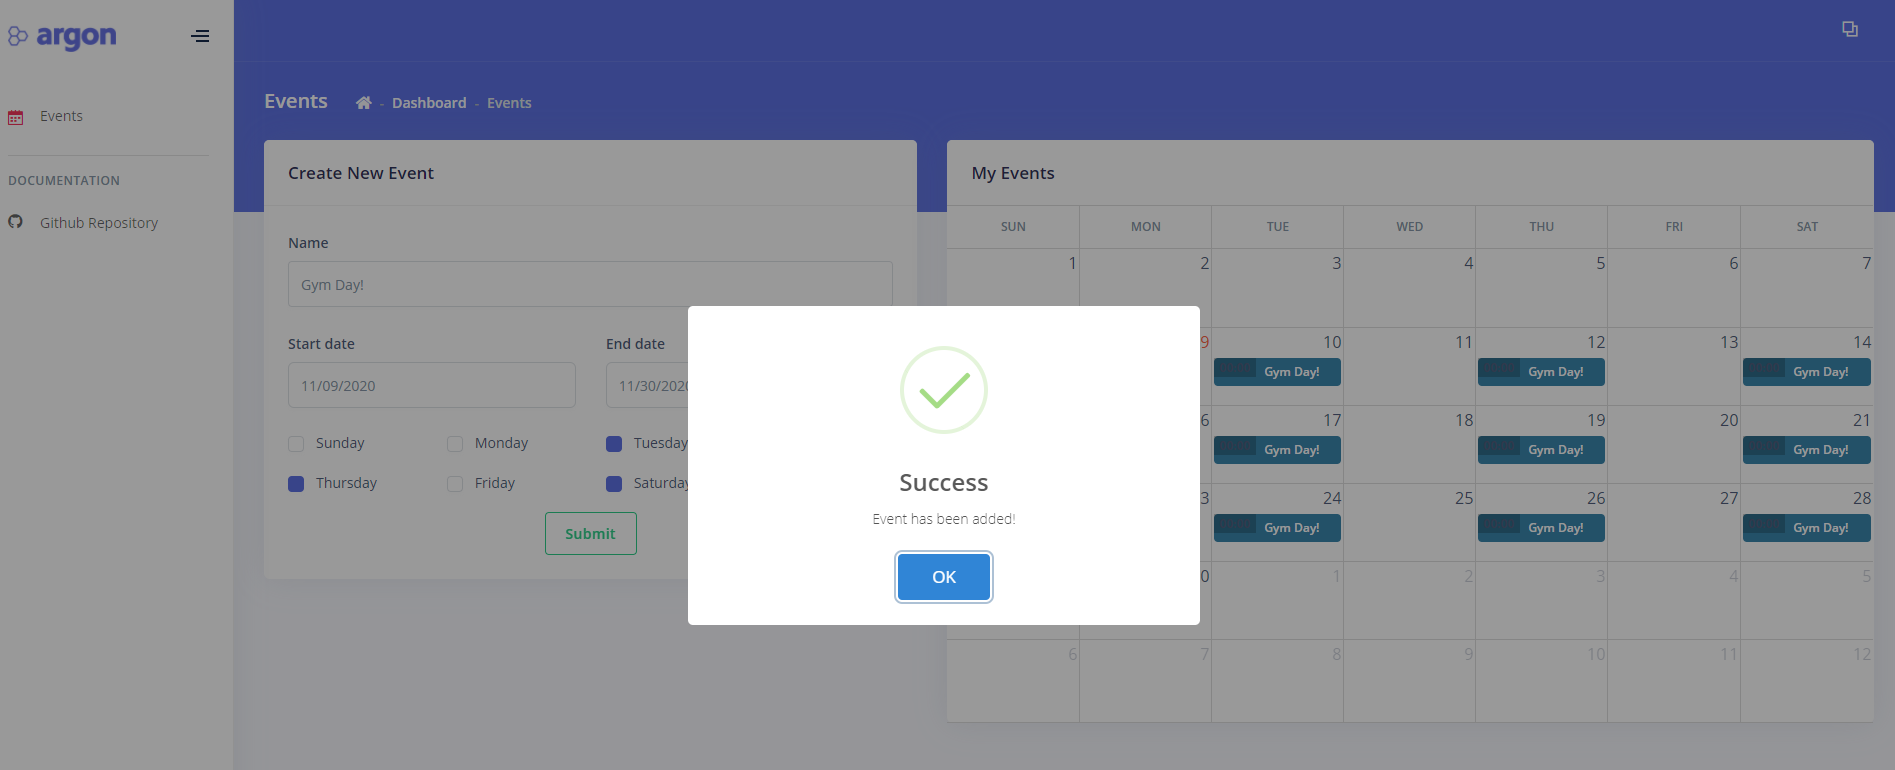 argon
Events
DOCUMENTATION
Github Repository
Events - Dashboard - Events
Create New Event
Name
Gym Day!
Start date
End date
11/09/2020
11/30/2020
Sunday
Monday
Tuesday
Thursday
Friday
Saturday
Submit
My Events
SUN MON TUE WED THU FRI SAT
1 2 3 4 5 6 7
9 10 11 12 13 14
Gym Day! Gym Day! Gym Day!
6 17 18 19 20 21
Gym Day! Gym Day! Gym Day!
3 24 25 26 27 28
Gym Day! Gym Day! Gym Day!
0 1 2 3 4 5
6 7 8 9 10 11 12
Success
Event has been added!
OK